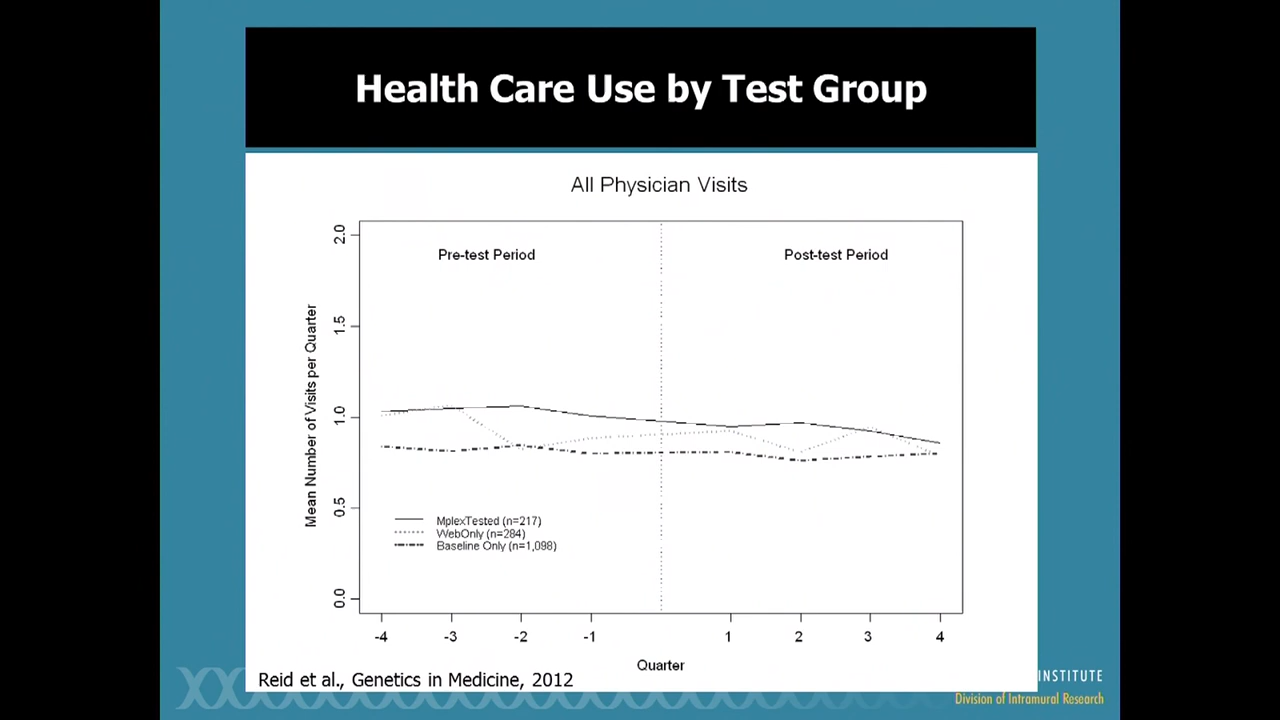 Health Care Use by Test Group
All Physician Visits
Pre-test Period
Post-test Period
Mean Number of Visits per Quarter
2.0
1.5
1.0
0.5
0.0
MplexTested (n=217)
WebOnly (n=284)
Baseline Only (n=1,098)
-4 -3 -2 -1 1 2 3 4
Quarter
Reid et al., Genetics in Medicine, 2012
INSTITUTE
Division of Intramural Research